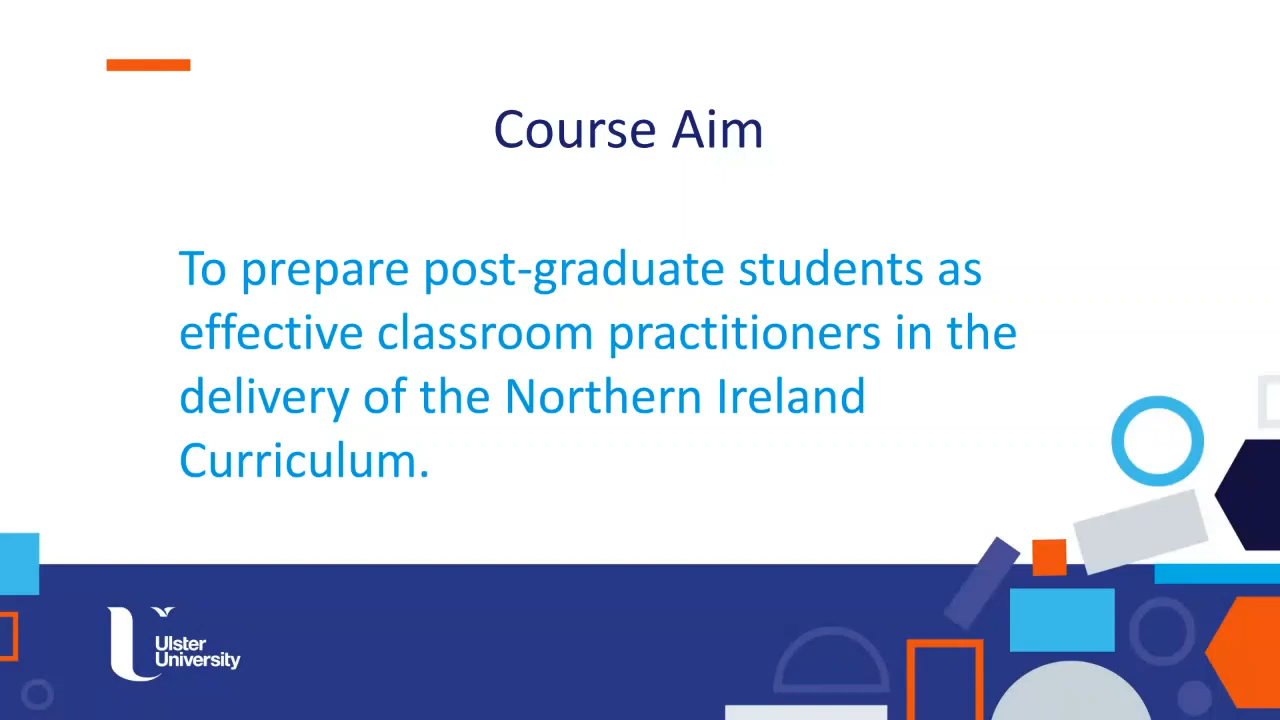 Course Aim
To prepare post-graduate students as
effective classroom practitioners in the
delivery of the Northern Ireland
Curriculum.
Ulster
University